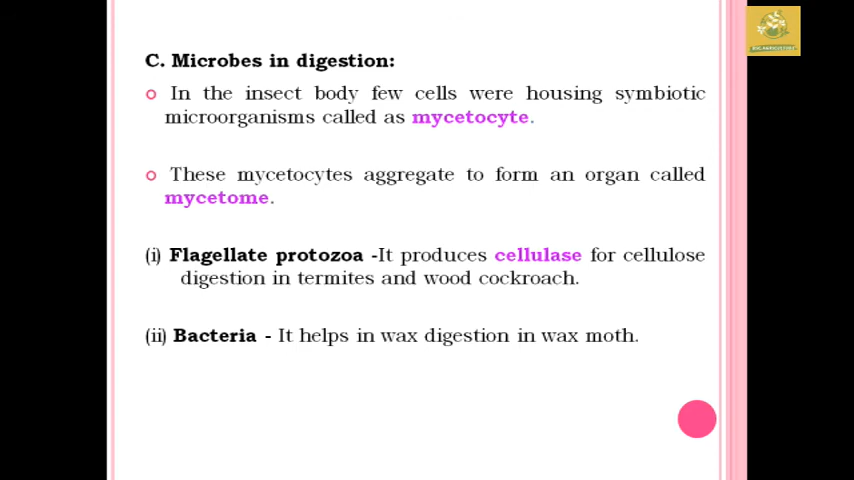 C. Microbes in digestion:
In the insect body few cells were housing symbiotic
microorganisms called as mycetocyte.
These mycetocytes aggregate to form an organ called
mycetome.
(i) Flagellate protozoa -It produces cellulase for cellulose
digestion in termites and wood cockroach.
(ii) Bacteria - It helps in wax digestion in wax moth.